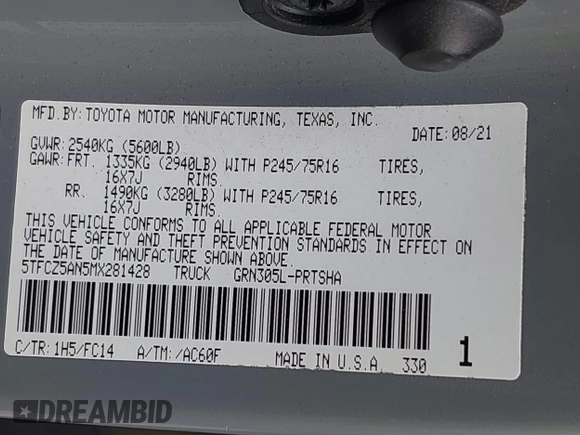 MFD.BY:TOYOTA MOTOR MANUFACTURING, TEXAS, INC.
DATE:08/21
GVWR:2540KG (5600LB)
GAWR:FRT. 1335KG (2940LB) WITH P245/75R16 TIRES,
16X7J RIMS.
RR. 1490KG (3280LB) WITH P245/75R16 TIRES,
16X7J RIMS.
THIS VEHICLE CONFORMS TO ALL APPLICABLE FEDERAL MOTOR
VEHICLE SAFETY AND THEFT PREVENTION STANDARDS IN EFFECT ON
THE DATE OF MANUFACTURE SHOWN ABOVE.
5TFCZ5AN5MX281428 TRUCK GRN305L-PRTSHA
C/TR:1H5/FC14 A/TM:/AC60F MADE IN U.S.A. 330 1
DREAMBID